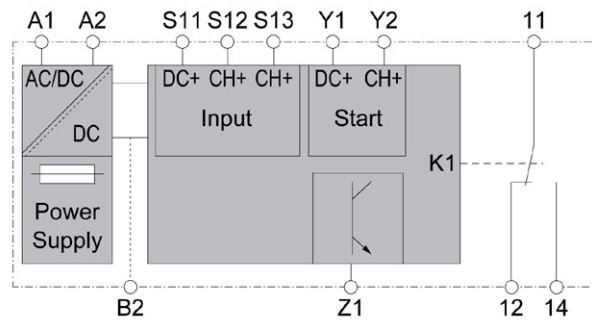 A1 A2 S11 S12 S13 Y1 Y2 11
AC/DC DC+ CH+ CH+ DC+ CH+
Input Start
DC
K1
Power
Supply
B2 Z1 12 14